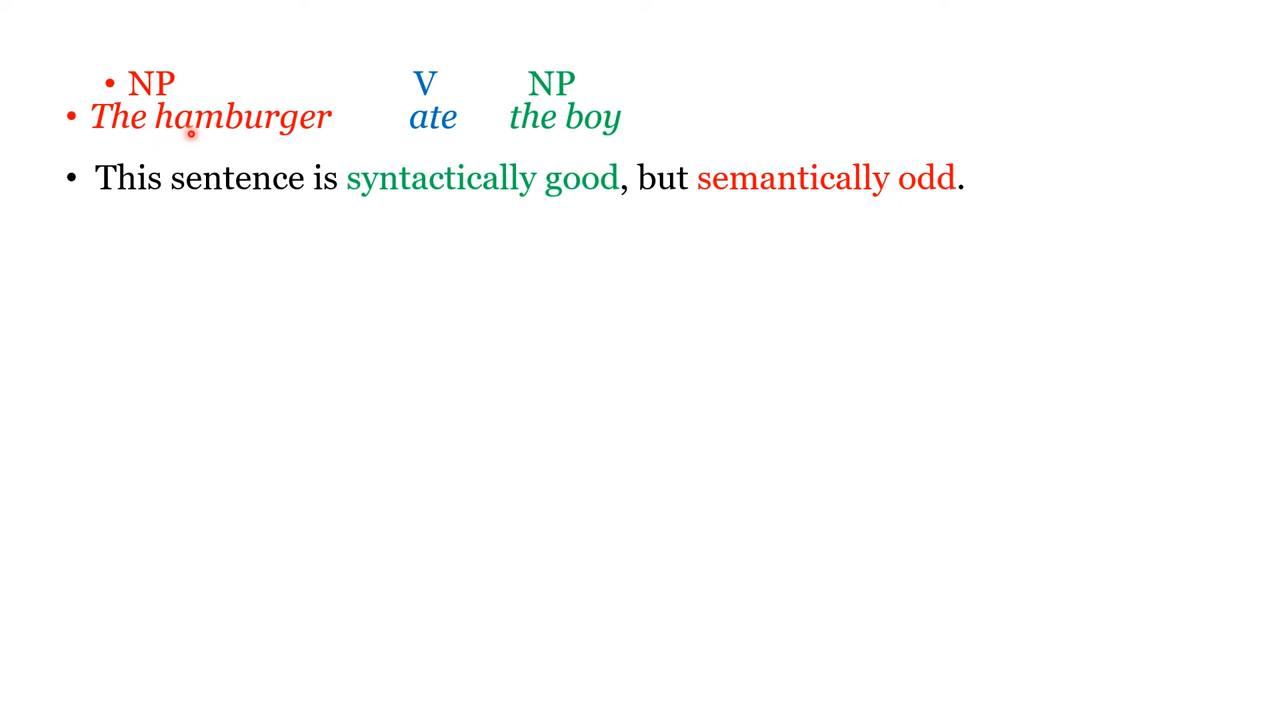 • NP V NP
• The hamburger ate the boy
• This sentence is syntactically good, but semantically odd.